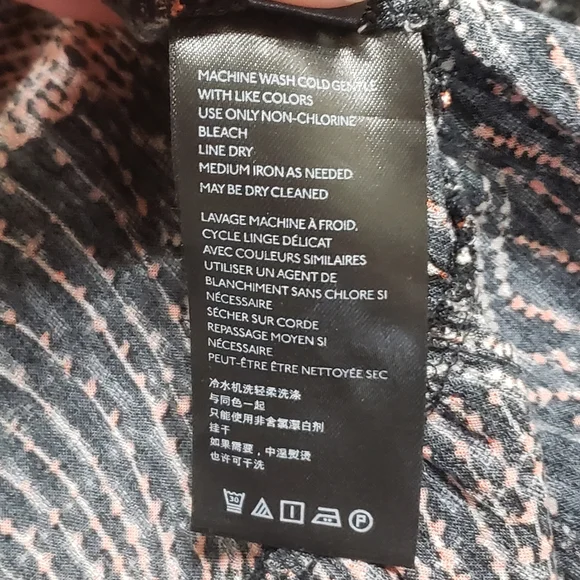 MACHINE WASH COLD GENTLE
WITH LIKE COLORS
USE ONLY NON-CHLORINE
BLEACH
LINE DRY
MEDIUM IRON AS NEEDED
MAY BE DRY CLEANED
LAVAGE MACHINE À FROID.
CYCLE LINGE DÉLICAT
AVEC COULEURS SIMILAIRES
UTILISER UN AGENT DE
BLANCHIMENT SANS CHLORE SI
NÉCESSAIRE
SÉCHER SUR CORDE
REPASSAGE MOYEN SI
NÉCESSAIRE
PEUT-ÊTRE ÊTRE NETTOYÉE SEC
冷水机洗轻柔洗涤
与同色一起
只能使用非含氯漂白剂
挂干
如果需要，中温熨烫
也许可干洗
30 P